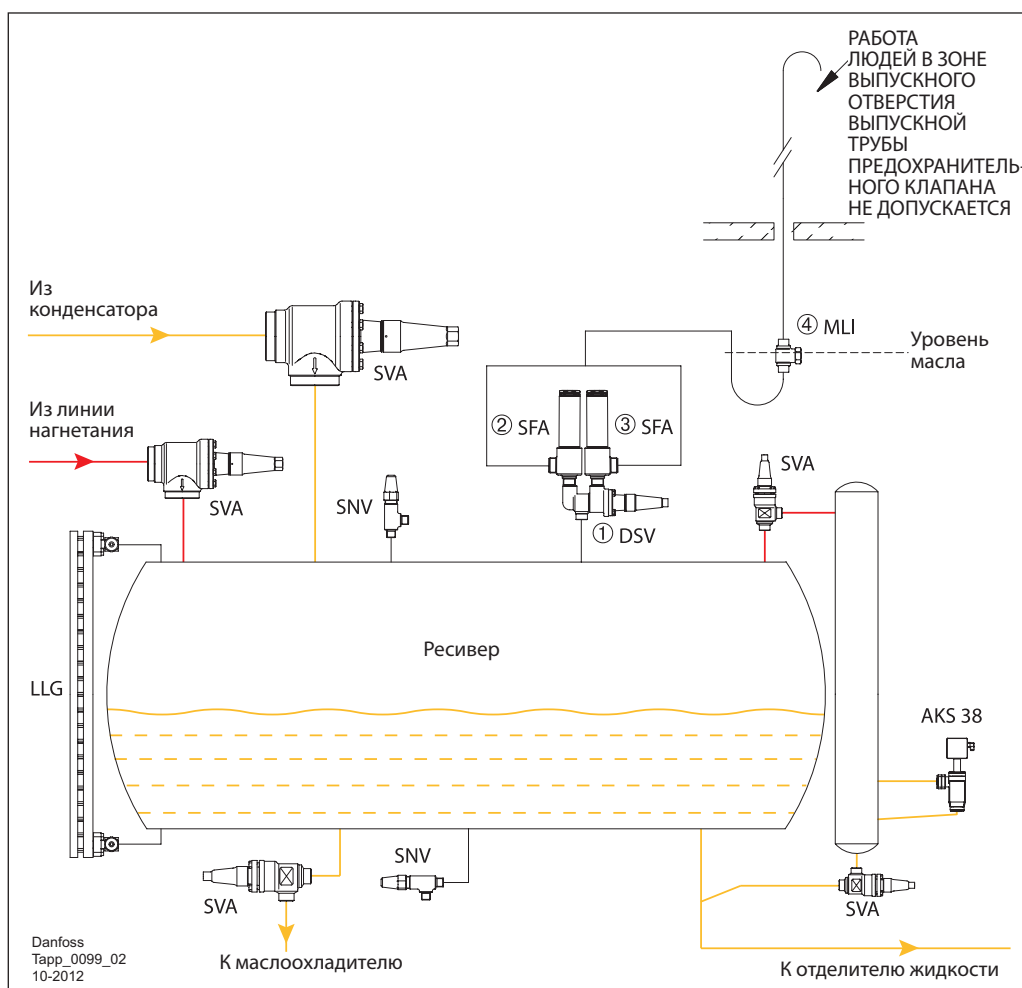 РАБОТА
ЛЮДЕЙ В ЗОНЕ
ВЫПУСКНОГО
ОТВЕРСТИЯ
ВЫПУСКНОЙ
ТРУБЫ
ПРЕДОХРАНИТЕЛЬ-
НОГО КЛАПАНА
НЕ ДОПУСКАЕТСЯ
Из
конденсатора
SVA
④ MLI
Уровень
масла
Из линии
нагнетания
SVA
SNV
② SFA
③ SFA
① DSV
SVA
Ресивер
LLG
AKS 38
SVA
SNV
SVA
К маслоохладителю
К отделителю жидкости
Danfoss
Tapp_0099_02
10-2012